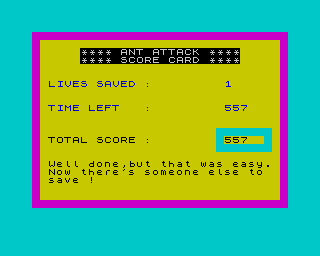 **** ANT ATTACK ****
**** SCORE CARD ****
LIVES SAVED : 1
TIME LEFT : 557
TOTAL SCORE : 557
Well done,but that was easy.
Now there's someone else to
save !